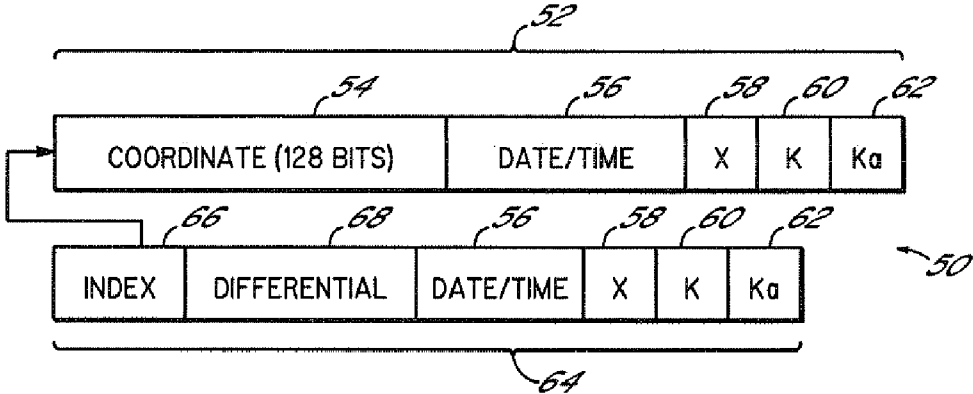 52
54 56 58 60 62
COORDINATE (128 BITS) DATE/TIME X K Ka
66 68 56 58 60 62
INDEX DIFFERENTIAL DATE/TIME X K Ka
50
64